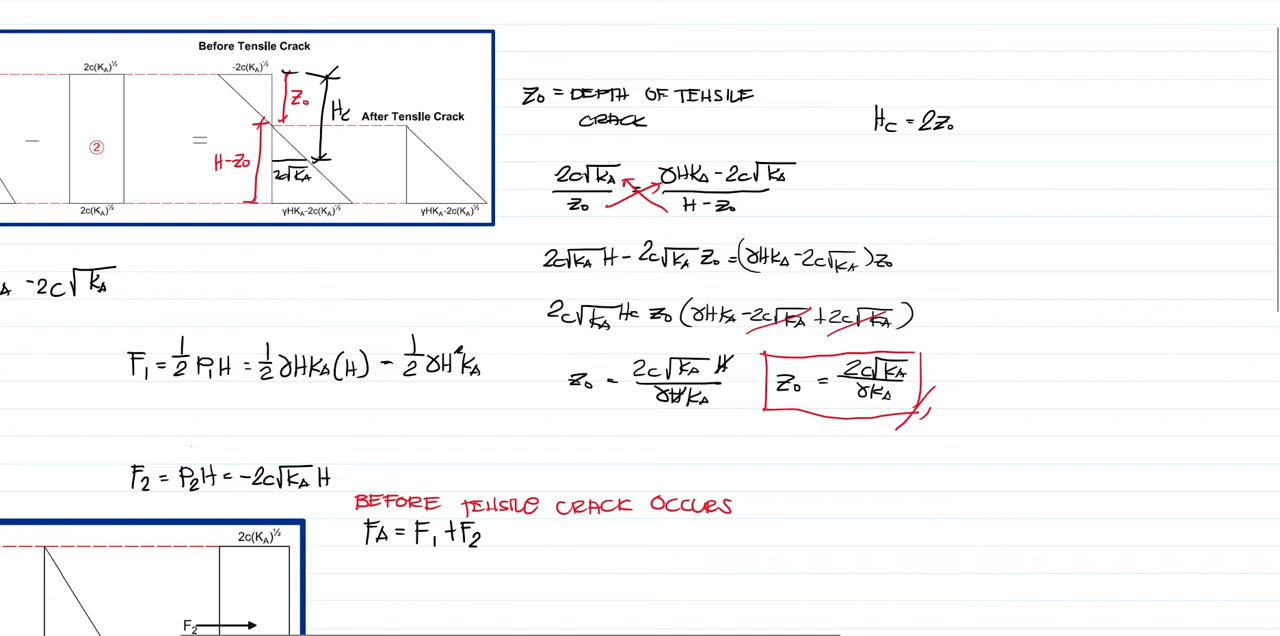 Before Tensile Crack
2c(KA)^½
-2c(KA)^½
Z₀
Hc
After Tensile Crack
②
−
=
H-Z₀
2c√KA
2c(KA)^½
γHKA-2c(KA)^½
γHKA-2c(KA)^½
A -2c√KA
F₁ = 1/2 P₁H = 1/2 γHKA(H) - 1/2 γH²KA
F₂ = P₂H = -2c√KA H
Z₀ = DEPTH OF TENSILE
CRACK
Hc = 2Z₀
2c√KA / Z₀ = γHKA - 2c√KA / H - Z₀
2c√KA H - 2c√KA Z₀ = (γHKA - 2c√KA) Z₀
2c√KA H = Z₀ (γHKA - 2c√KA + 2c√KA)
Z₀ = 2c√KA H / γHKA
Z₀ = 2c√KA / γKA
BEFORE TENSILE CRACK OCCURS
FA = F₁ + F₂
2c(KA)^½
F₂